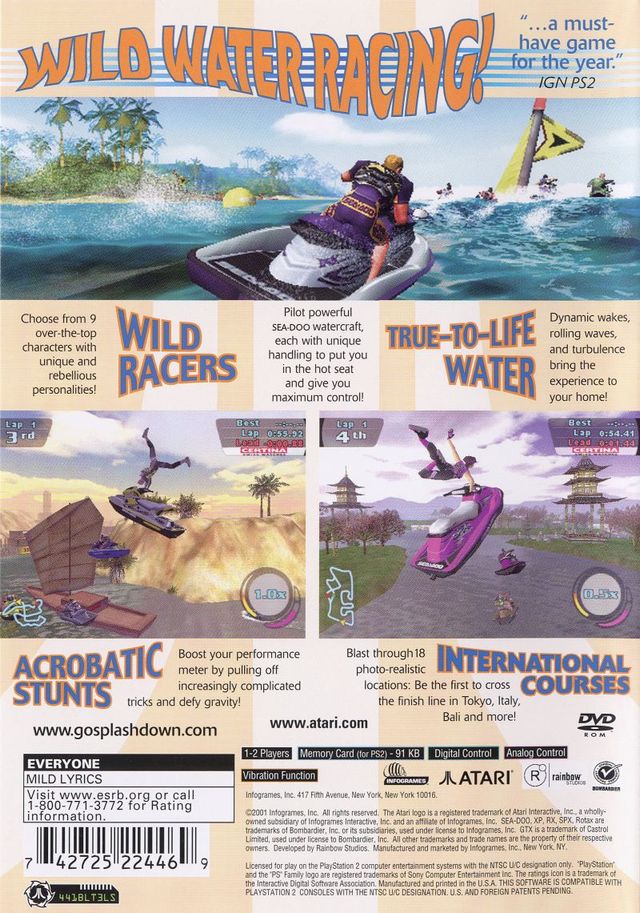 WILD WATER RACING!
“...a must-
have game
for the year.”
IGN PS2
SEA-DOO
Choose from 9
over-the-top
characters with
unique and
rebellious
personalities!
WILD
RACERS
Pilot powerful
SEA-DOO watercraft,
each with unique
handling to put you
in the hot seat
and give you
maximum control!
TRUE-TO-LIFE
WATER
Dynamic wakes,
rolling waves,
and turbulence
bring the
experience to
your home!
Lap 1
3rd
Best --:--.--
Lap 0:55.92
CERTINA
SWISS WATCHES
1.0x
Lap 1
4th
Best --:--.--
Lap 0:54.41
Lead -0:01.44
CERTINA
SWISS WATCHES
SEA-DOO
0.5x
ACROBATIC
STUNTS
Boost your performance
meter by pulling off
increasingly complicated
tricks and defy gravity!
Blast through 18
photo-realistic
locations: Be the first to cross
the finish line in Tokyo, Italy,
Bali and more!
INTERNATIONAL
COURSES
www.gosplashdown.com
www.atari.com
DVD
ROM
EVERYONE
MILD LYRICS
Visit www.esrb.org or call
1-800-771-3772 for Rating
information.
1-2 Players
Memory Card (for PS2) - 91 KB
Digital Control
Analog Control
Vibration Function
INFOGRAMES
ATARI®
R
rainbow
STUDIOS
BOMBARDIER
Infogrames, Inc. 417 Fifth Avenue, New York, New York 10016.
©2001 Infogrames, Inc. All rights reserved. The Atari logo is a registered trademark of Atari Interactive, Inc., a wholly-
owned subsidiary of Infogrames Interactive, Inc. and an affiliate of Infogrames, Inc. SEA-DOO, XP, RX, SPX, Rotax are
trademarks of Bombardier, Inc. or its subsidiaries, used under license to Infogrames, Inc. GTX is a trademark of Castrol
Limited, used under license to Bombardier, Inc. All other trademarks and trade names are the property of their respective
owners. Developed by Rainbow Studios. Manufactured and marketed by Infogrames, Inc., New York, NY.
Licensed for play on the PlayStation 2 computer entertainment systems with the NTSC U/C designation only. "PlayStation"
and the "PS" Family logo are registered trademarks of Sony Computer Entertainment Inc. The ratings icon is a trademark of
the Interactive Digital Software Association. Manufactured and printed in the U.S.A. THIS SOFTWARE IS COMPATIBLE WITH
PLAYSTATION 2 CONSOLES WITH THE NTSC U/C DESIGNATION. U.S. AND FOREIGN PATENTS PENDING.
7 42725 22446 9
441BLT3LS